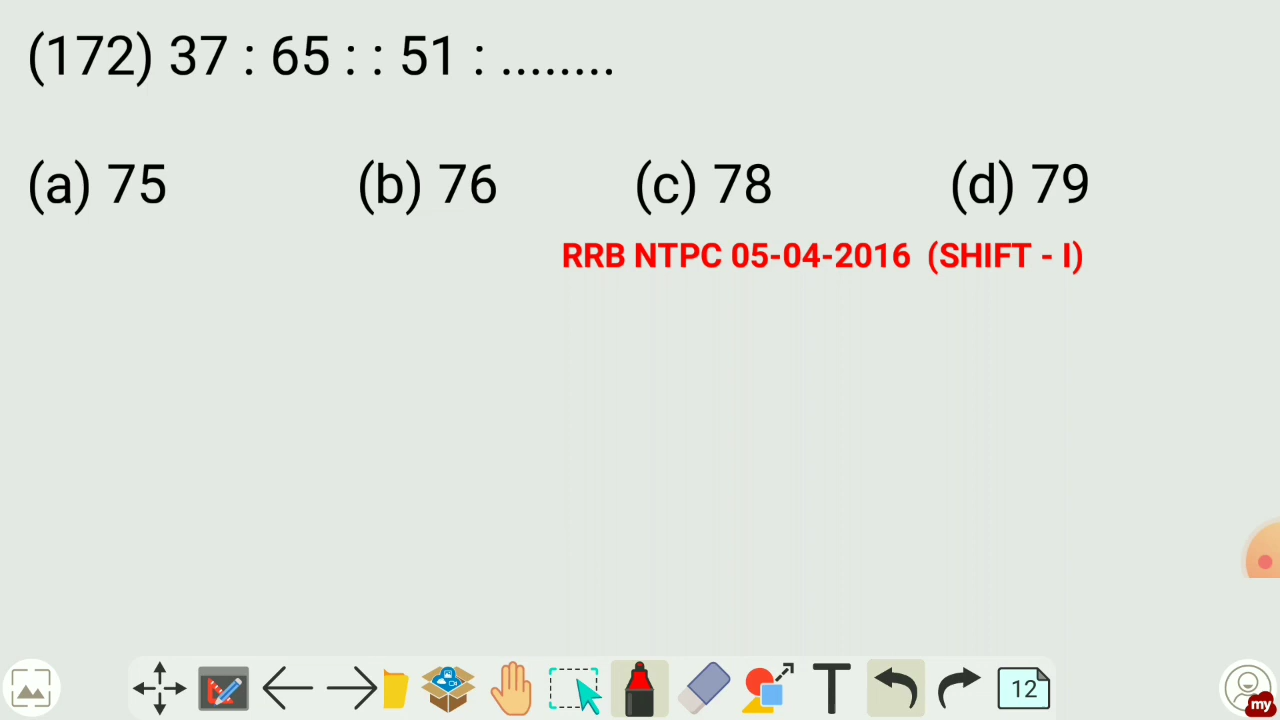 (172) 37 : 65 : : 51 : ........
(a) 75 (b) 76 (c) 78 (d) 79
RRB NTPC 05-04-2016 (SHIFT - I)
T
12
my